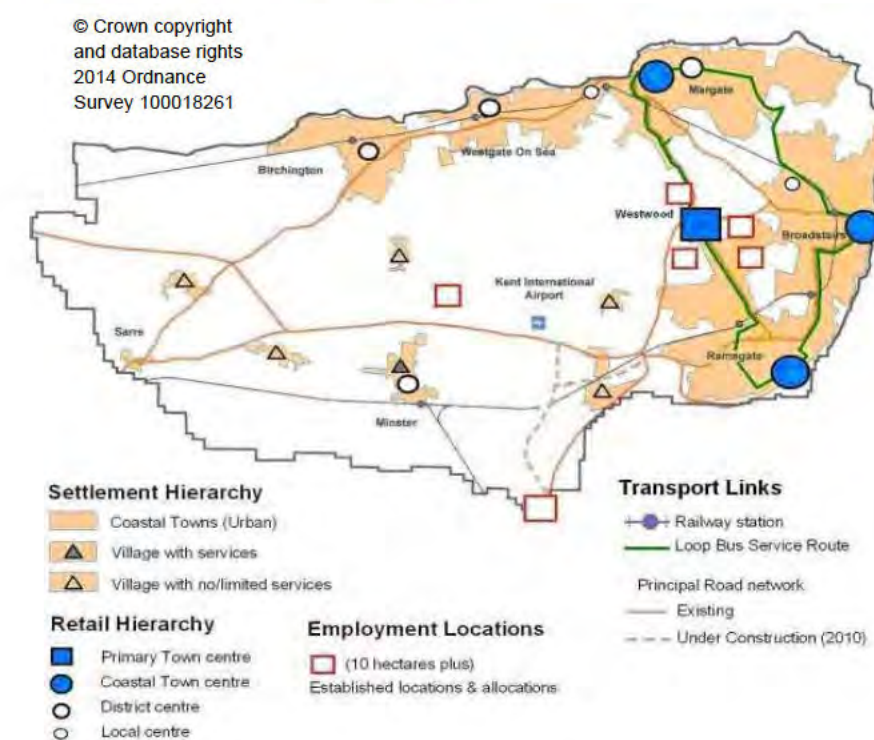 © Crown copyright
and database rights
2014 Ordnance
Survey 100018261
Margate
Birchington
Westgate On Sea
Westwood
Broadstairs
Kent International
Airport
Sarre
Ramsgate
Minster
Settlement Hierarchy
Coastal Towns (Urban)
Village with services
Village with no/limited services
Retail Hierarchy
Primary Town centre
Coastal Town centre
District centre
Local centre
Employment Locations
(10 hectares plus)
Established locations & allocations
Transport Links
Railway station
Loop Bus Service Route
Principal Road network
Existing
Under Construction (2010)